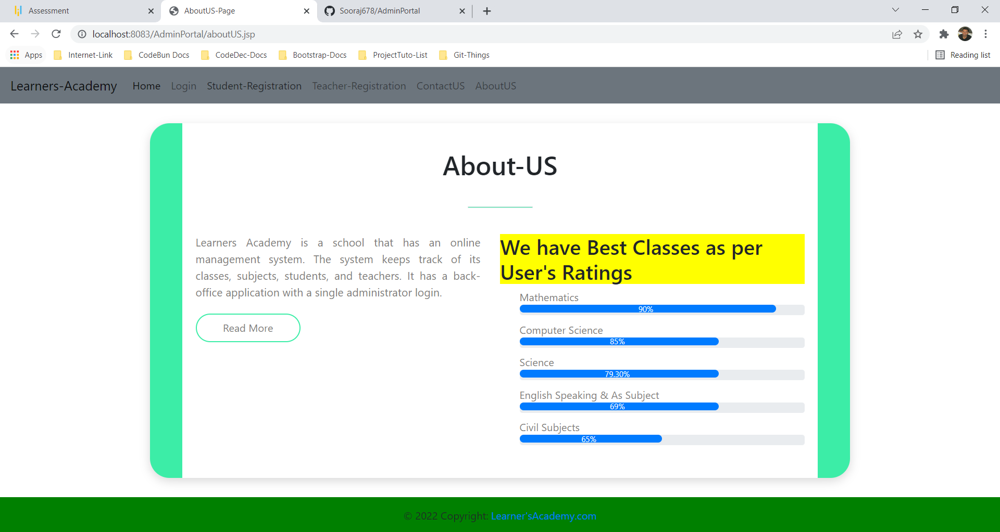 Assessment
AboutUS-Page
Sooraj678/AdminPortal
localhost:8083/AdminPortal/aboutUS.jsp
Apps Internet-Link CodeBun Docs CodeDec-Docs Bootstrap-Docs ProjectTuto-List Git-Things Reading list
Learners-Academy Home Login Student-Registration Teacher-Registration ContactUS AboutUS
About-US
Learners Academy is a school that has an online
management system. The system keeps track of its
classes, subjects, students, and teachers. It has a back-
office application with a single administrator login.
Read More
We have Best Classes as per
User's Ratings
Mathematics
90%
Computer Science
85%
Science
79.30%
English Speaking & As Subject
69%
Civil Subjects
65%
© 2022 Copyright: Learner'sAcademy.com